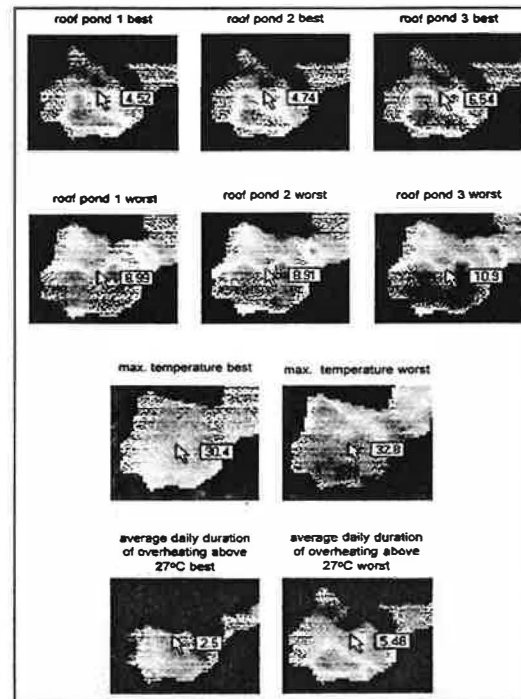 roof pond 1 best
roof pond 2 best
roof pond 3 best
4.52
4.74
6.54
roof pond 1 worst
roof pond 2 worst
roof pond 3 worst
8.99
8.91
10.9
max. temperature best
max. temperature worst
30.4
32.8
average daily duration
of overheating above
27°C best
average daily duration
of overheating above
27°C worst
2.5
5.48